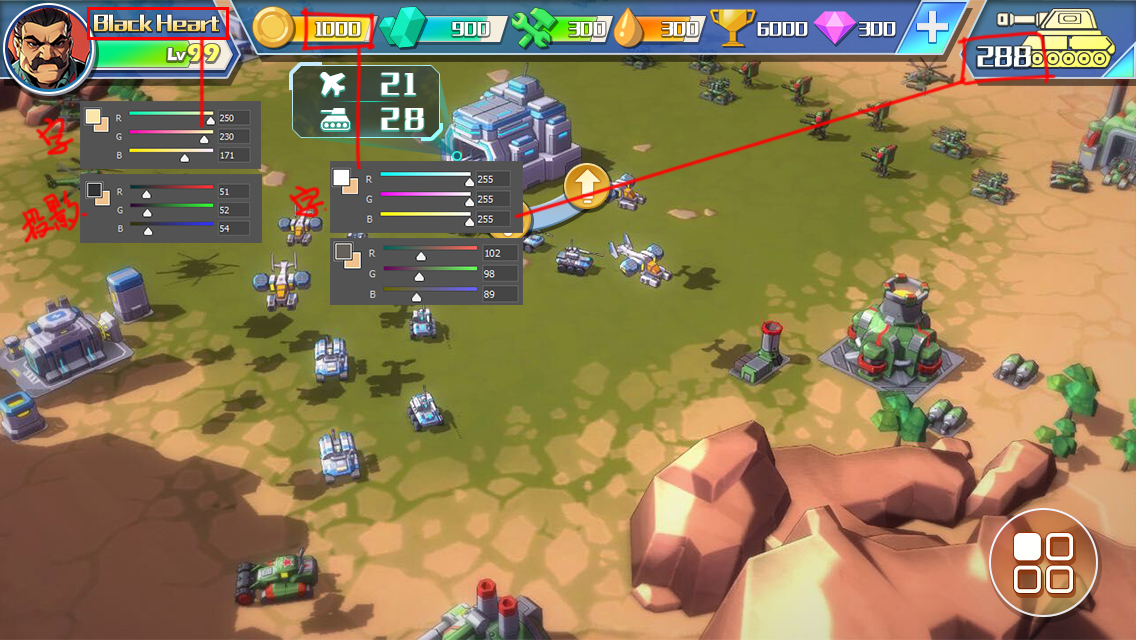 Black Heart
Lv99
1000
900
300
300
6000
300
288
21
28
字
R 250
G 230
B 171
投影
R 51
G 52
B 54
字
R 255
G 255
B 255
R 102
G 98
B 89